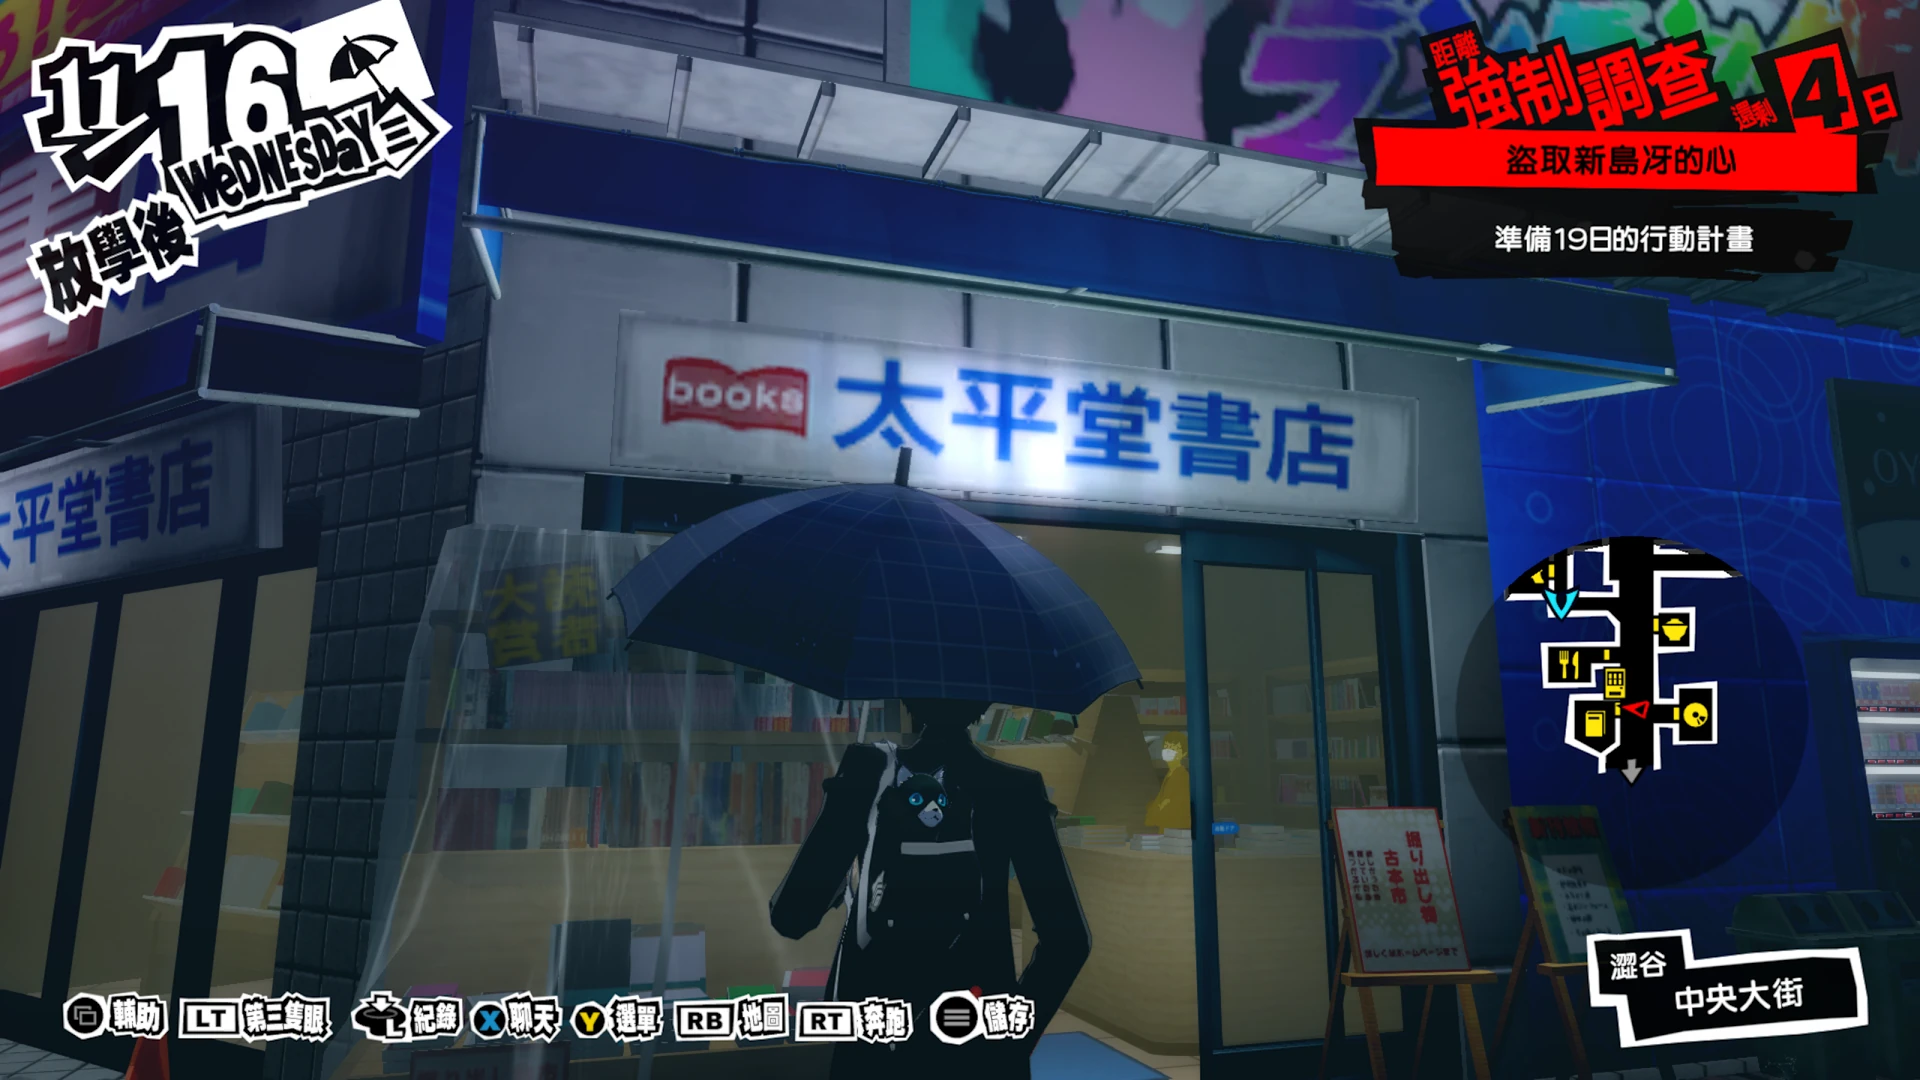 11/16
WeDNESDaY
三
放學後
距離
強制調查
還剩 4 日
盜取新島冴的心
準備19日的行動計畫
books 太平堂書店
太平堂書店
掘り出し物
古本市
輔助
LT 第三隻眼
L 紀錄
X 聊天
Y 選單
RB 地圖
RT 奔跑
儲存
澀谷
中央大街